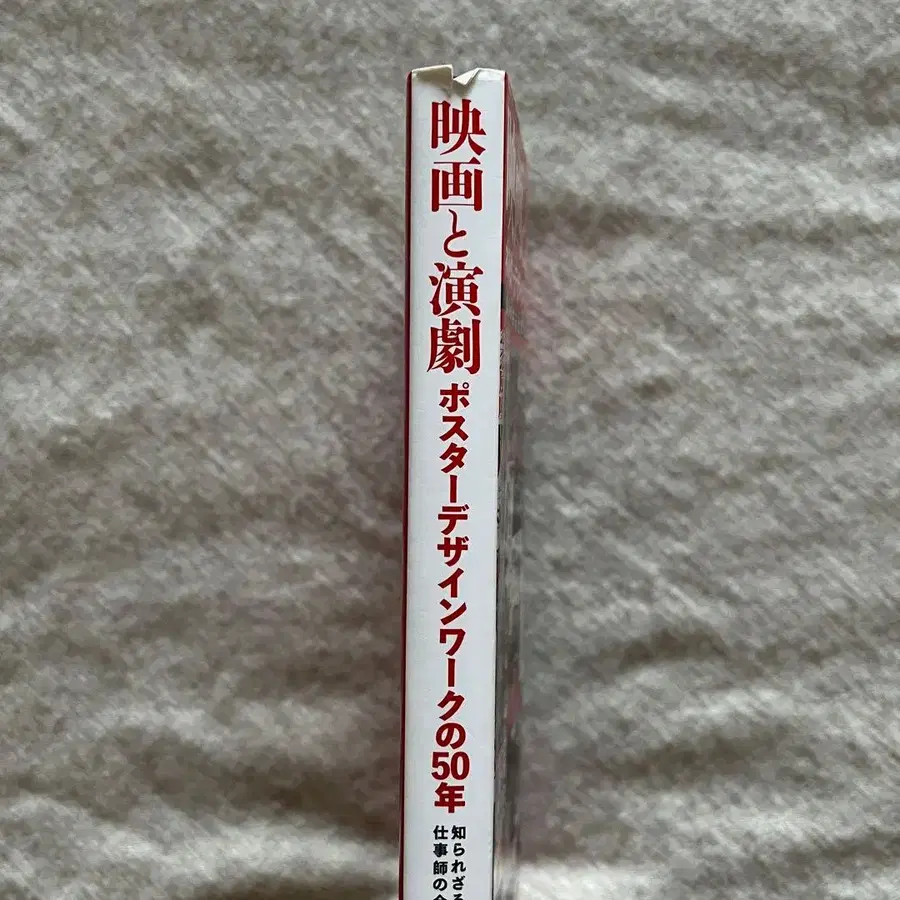 映画と演劇
ポスターデザインワークの50年
知られざる
仕事師の